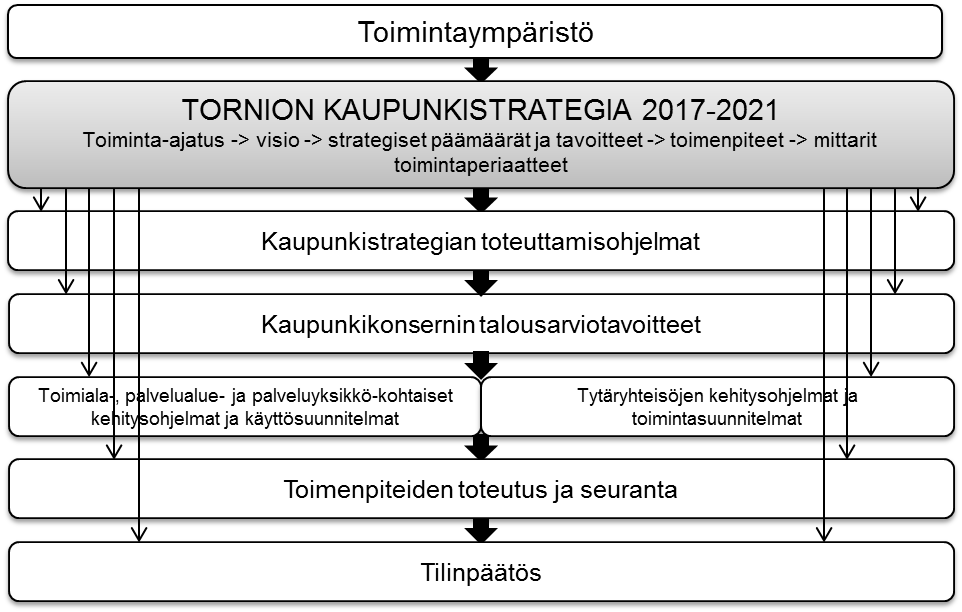 Toimintaympäristö
TORNION KAUPUNKISTRATEGIA 2017-2021
Toiminta-ajatus -> visio -> strategiset päämäärät ja tavoitteet -> toimenpiteet -> mittarit
toimintaperiaatteet
Kaupunkistrategian toteuttamisohjelmat
Kaupunkikonsernin talousarviotavoitteet
Toimiala-, palvelualue- ja palveluyksikkö-kohtaiset
kehitysohjelmat ja käyttösuunnitelmat
Tytäryhteisöjen kehitysohjelmat ja
toimintasuunnitelmat
Toimenpiteiden toteutus ja seuranta
Tilinpäätös